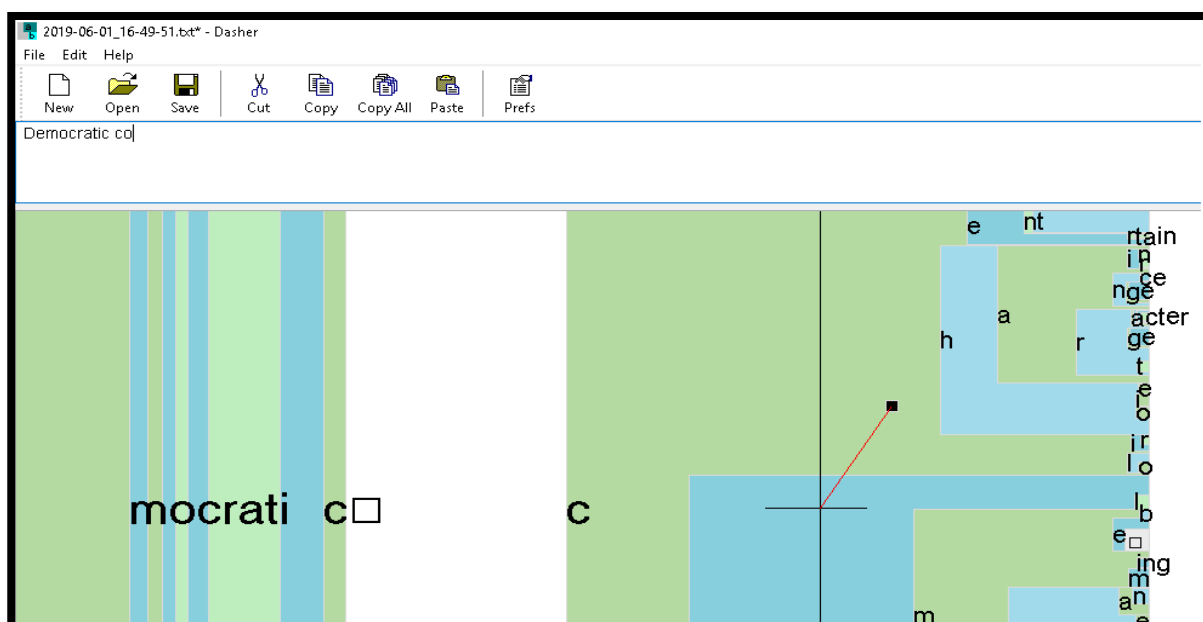 2019-06-01_16-49-51.txt* - Dasher
File Edit Help
New Open Save Cut Copy Copy All Paste Prefs
Democratic co
e nt
rtain
i n
r
ce
nge
a acter
h r ge
t
e
i
o
i r
l o
mocrati c□ c
l
b
e □
ing
m
a n
m e